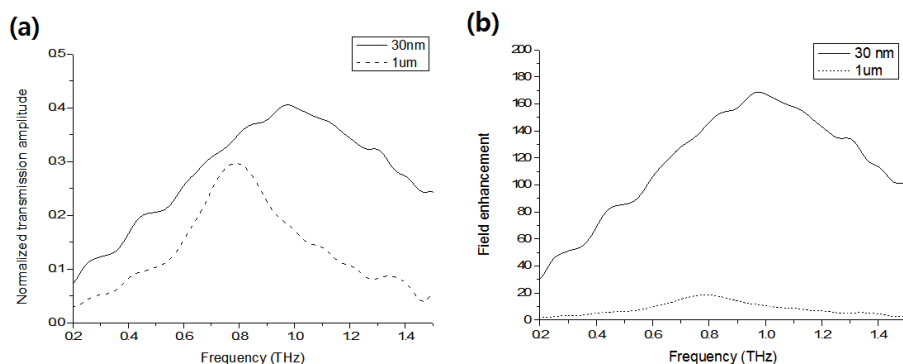 (a)
0.5
0.4
0.3
0.2
0.1
0.0
Normalized transmission amplitude
30nm
1um
0.2 0.4 0.6 0.8 1.0 1.2 1.4
Frequency (THz)
(b)
200
180
160
140
120
100
80
60
40
20
0
Field enhancement
30 nm
1um
0.2 0.4 0.6 0.8 1.0 1.2 1.4
Frequency (THz)